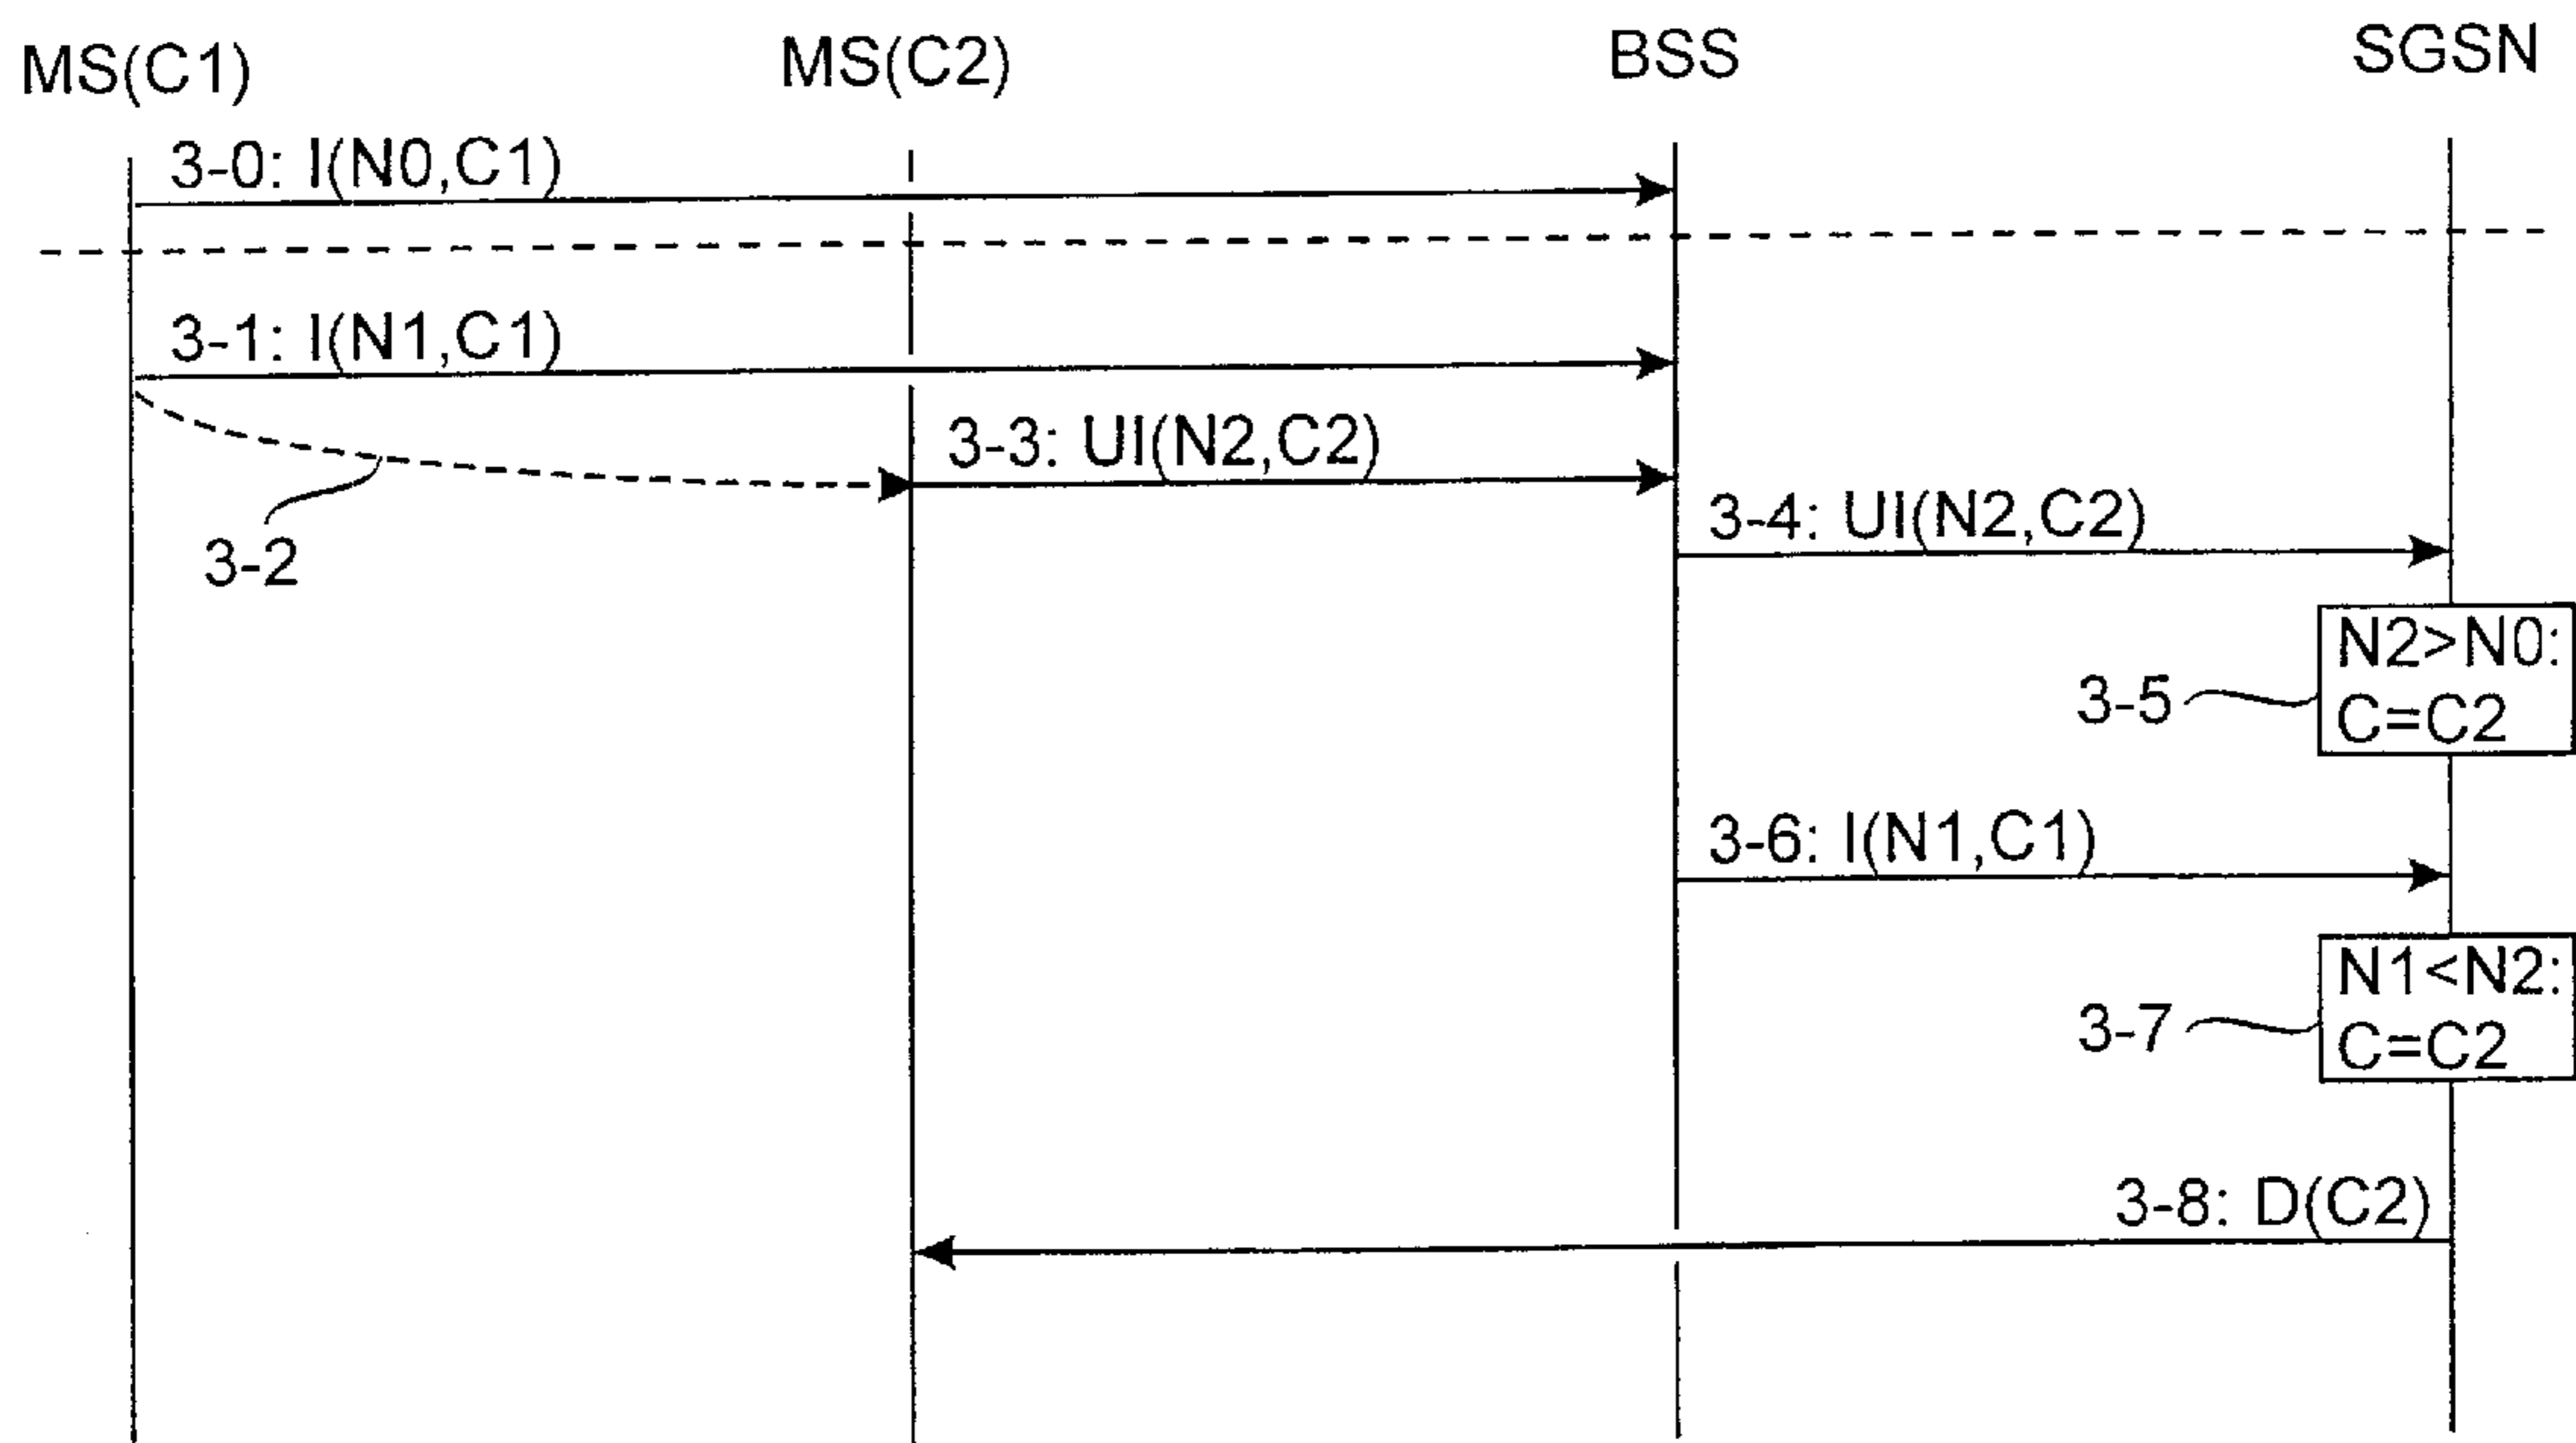 MS(C1)
MS(C2)
BSS
SGSN
3-0: I(N0,C1)
3-1: I(N1,C1)
3-3: UI(N2,C2)
3-2
3-4: UI(N2,C2)
N2>N0:
C=C2
3-5
3-6: I(N1,C1)
N1<N2:
C=C2
3-7
3-8: D(C2)